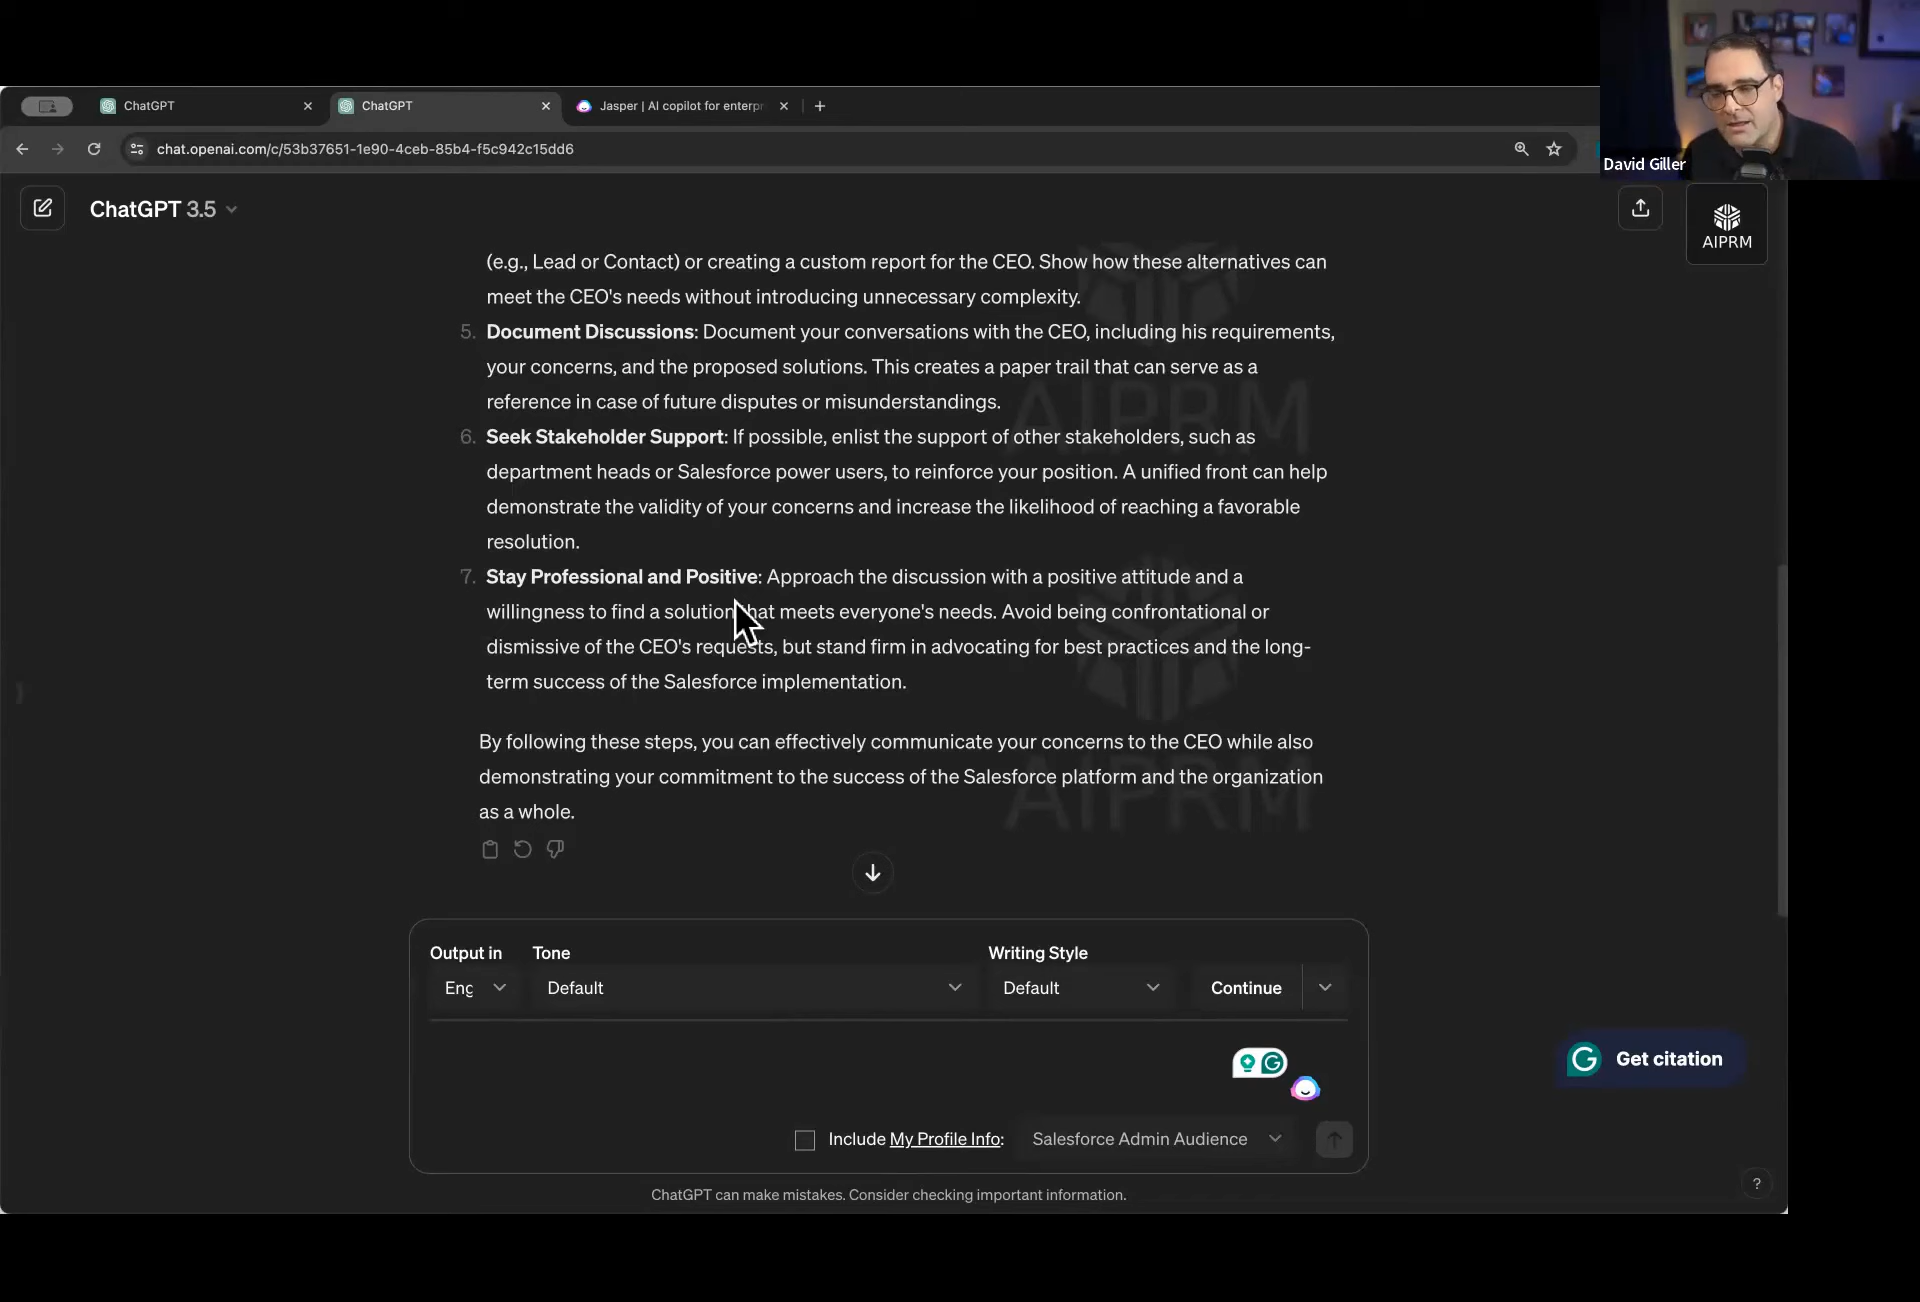 ChatGPT
ChatGPT
Jasper | AI copilot for enterpr
chat.openai.com/c/53b37651-1e90-4ceb-85b4-f5c942c15dd6
David Giller
ChatGPT 3.5
AIPRM
(e.g., Lead or Contact) or creating a custom report for the CEO. Show how these alternatives can
meet the CEO's needs without introducing unnecessary complexity.
5. Document Discussions: Document your conversations with the CEO, including his requirements,
your concerns, and the proposed solutions. This creates a paper trail that can serve as a
reference in case of future disputes or misunderstandings.
AIPRM
6. Seek Stakeholder Support: If possible, enlist the support of other stakeholders, such as
department heads or Salesforce power users, to reinforce your position. A unified front can help
demonstrate the validity of your concerns and increase the likelihood of reaching a favorable
resolution.
7. Stay Professional and Positive: Approach the discussion with a positive attitude and a
willingness to find a solution that meets everyone's needs. Avoid being confrontational or
dismissive of the CEO's requests, but stand firm in advocating for best practices and the long-
term success of the Salesforce implementation.
By following these steps, you can effectively communicate your concerns to the CEO while also
demonstrating your commitment to the success of the Salesforce platform and the organization
AIPRM
as a whole.
Output in Tone Writing Style
Eng Default Default Continue
Get citation
Include My Profile Info: Salesforce Admin Audience
ChatGPT can make mistakes. Consider checking important information.
?